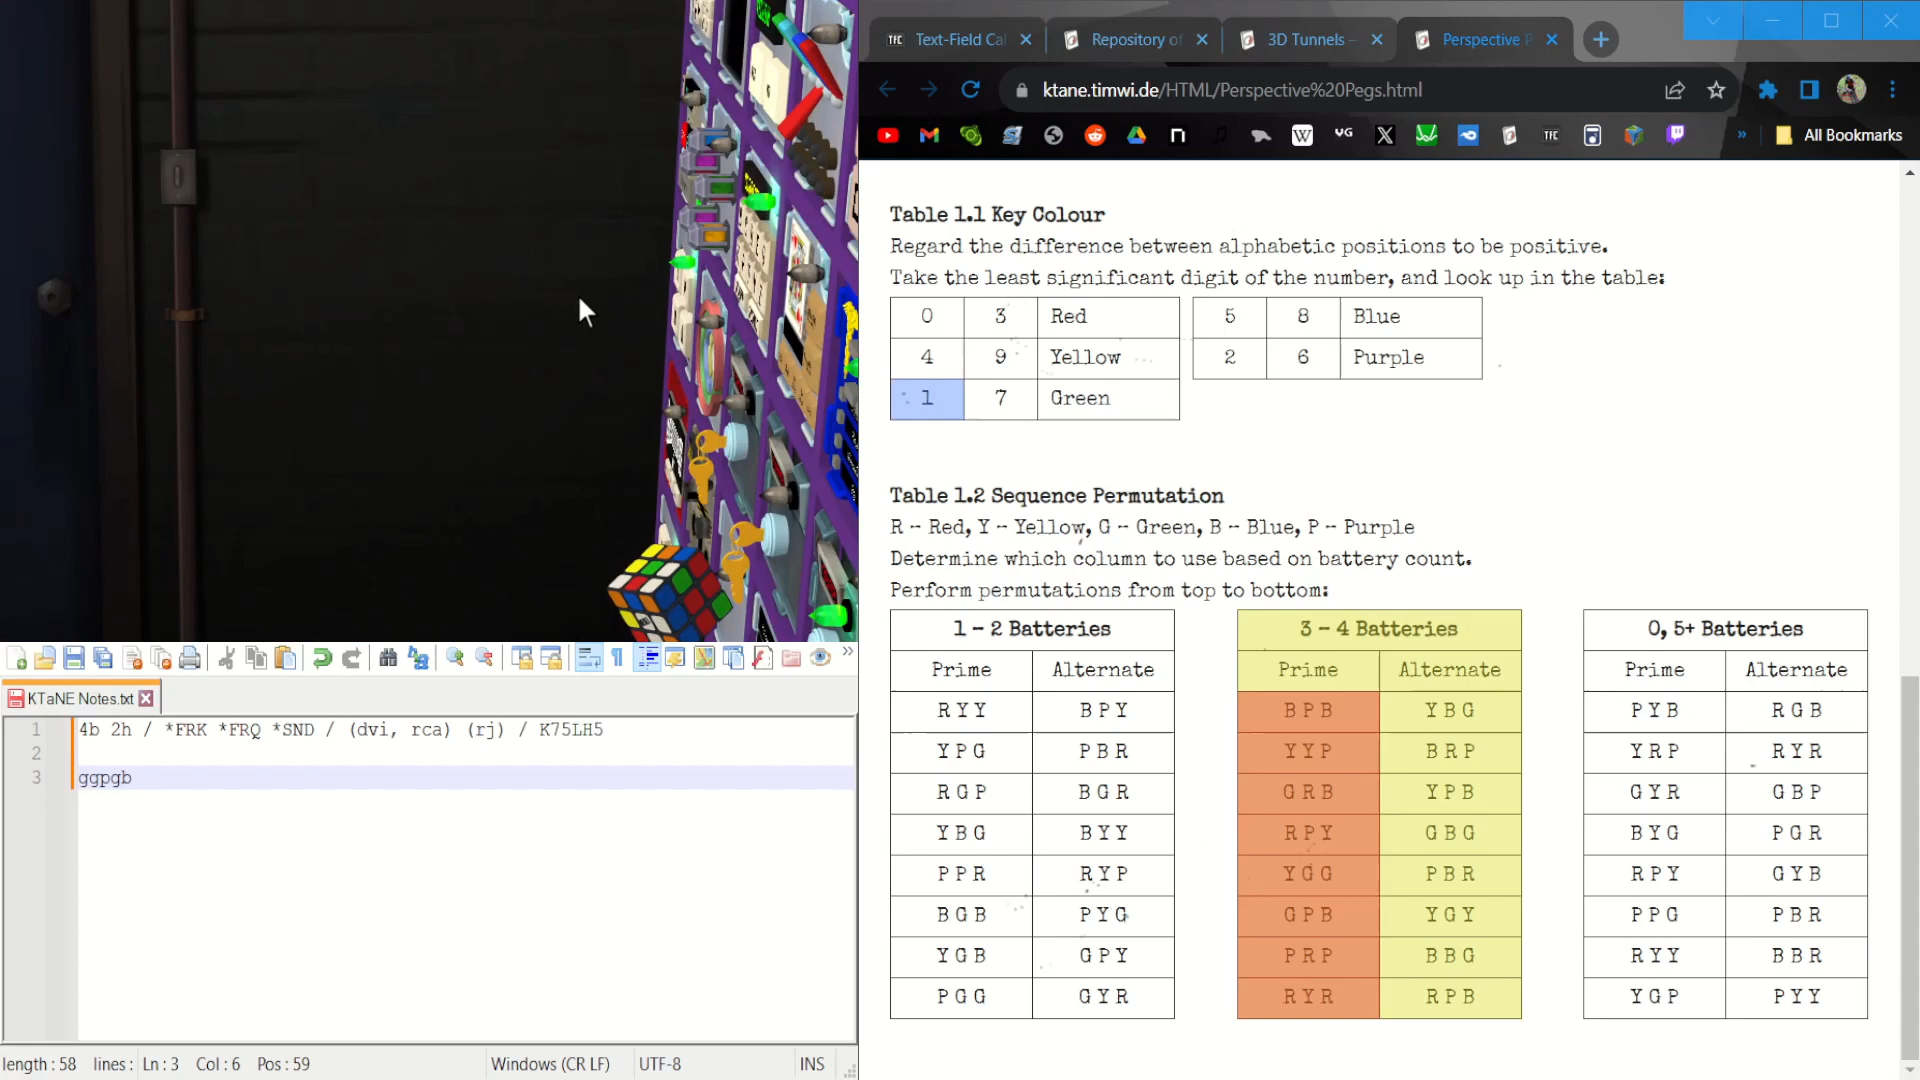 Text-Field Cal
Repository of
3D Tunnels –
Perspective P
ktane.timwi.de/HTML/Perspective%20Pegs.html
All Bookmarks
Table 1.1 Key Colour
Regard the difference between alphabetic positions to be positive.
Take the least significant digit of the number, and look up in the table:
0 3 Red 5 8 Blue
4 9 Yellow 2 6 Purple
1 7 Green
Table 1.2 Sequence Permutation
R – Red, Y – Yellow, G – Green, B – Blue, P – Purple
Determine which column to use based on battery count.
Perform permutations from top to bottom:
1 – 2 Batteries 3 – 4 Batteries 0, 5+ Batteries
Prime Alternate Prime Alternate Prime Alternate
R Y Y B P Y B P B Y B G P Y B R G B
Y P G P B R Y Y P B R P Y R P R Y R
R G P B G R G R B Y P B G Y R G B P
Y B G B Y Y R P Y G B G B Y G P G R
P P R R Y P Y G G P B R R P Y G Y B
B G B P Y G G P B Y G Y P P G P B R
Y G B G P Y P R P B B G R Y Y B B R
P G G G Y R R Y R R P B Y G P P Y Y
KTaNE Notes.txt
1 4b 2h / *FRK *FRQ *SND / (dvi, rca) (rj) / K75LH5
2
3 ggpgb
length : 58 lines : Ln : 3 Col : 6 Pos : 59 Windows (CR LF) UTF-8 INS